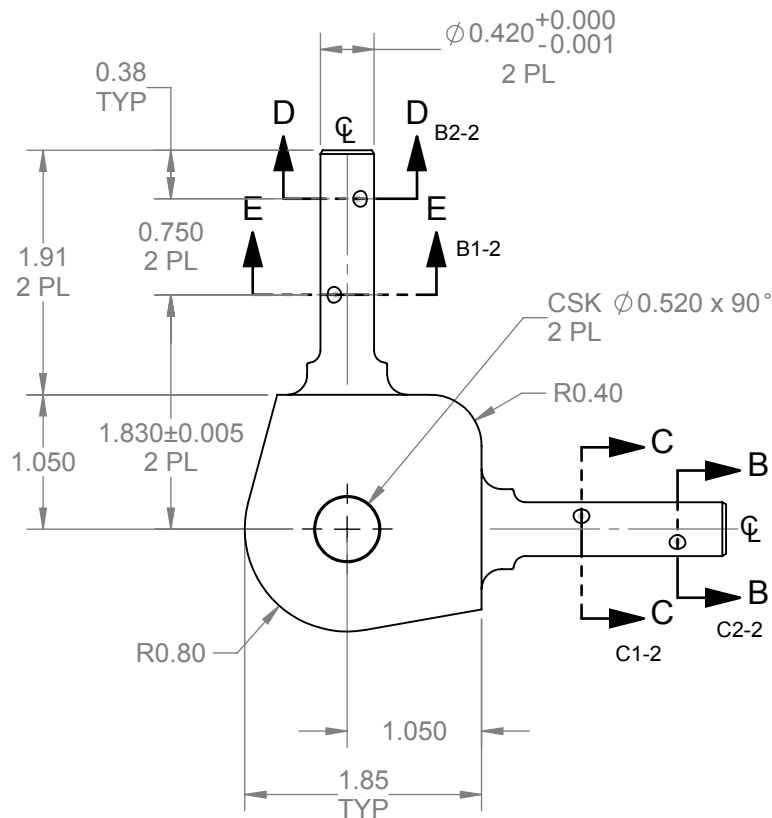 ⌀0.420 +0.000
-0.001
2 PL
0.38
TYP
D
D
B2-2
℄
E
E
B1-2
0.750
2 PL
1.91
2 PL
CSK ⌀0.520 x 90°
2 PL
R0.40
1.830±0.005
2 PL
1.050
C
B
℄
C
B
C1-2
C2-2
R0.80
1.050
1.85
TYP